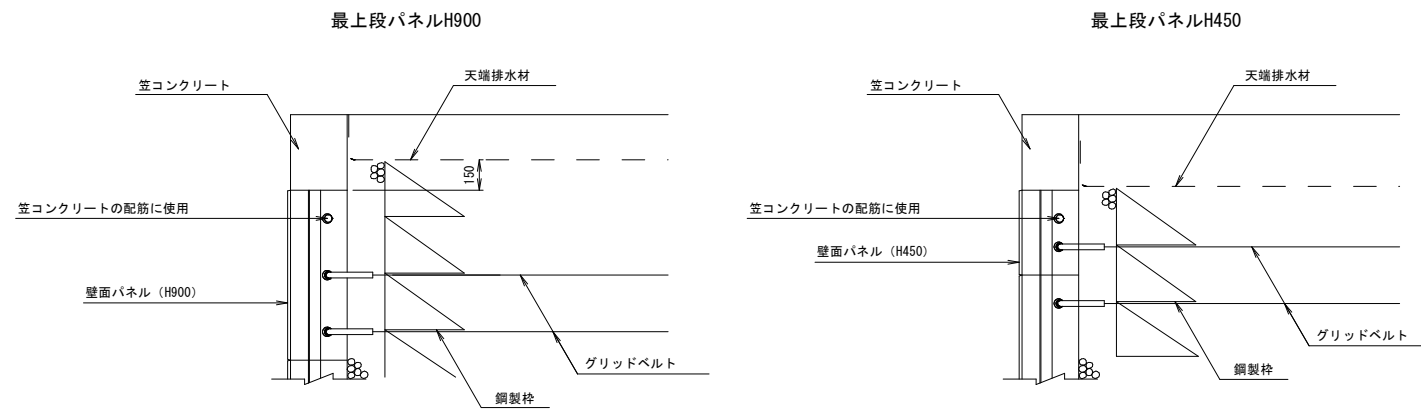 最上段パネルH900
天端排水材
笠コンクリート
150
笠コンクリートの配筋に使用
壁面パネル（H900）
グリッドベルト
鋼製枠
最上段パネルH450
天端排水材
笠コンクリート
笠コンクリートの配筋に使用
壁面パネル（H450）
グリッドベルト
鋼製枠